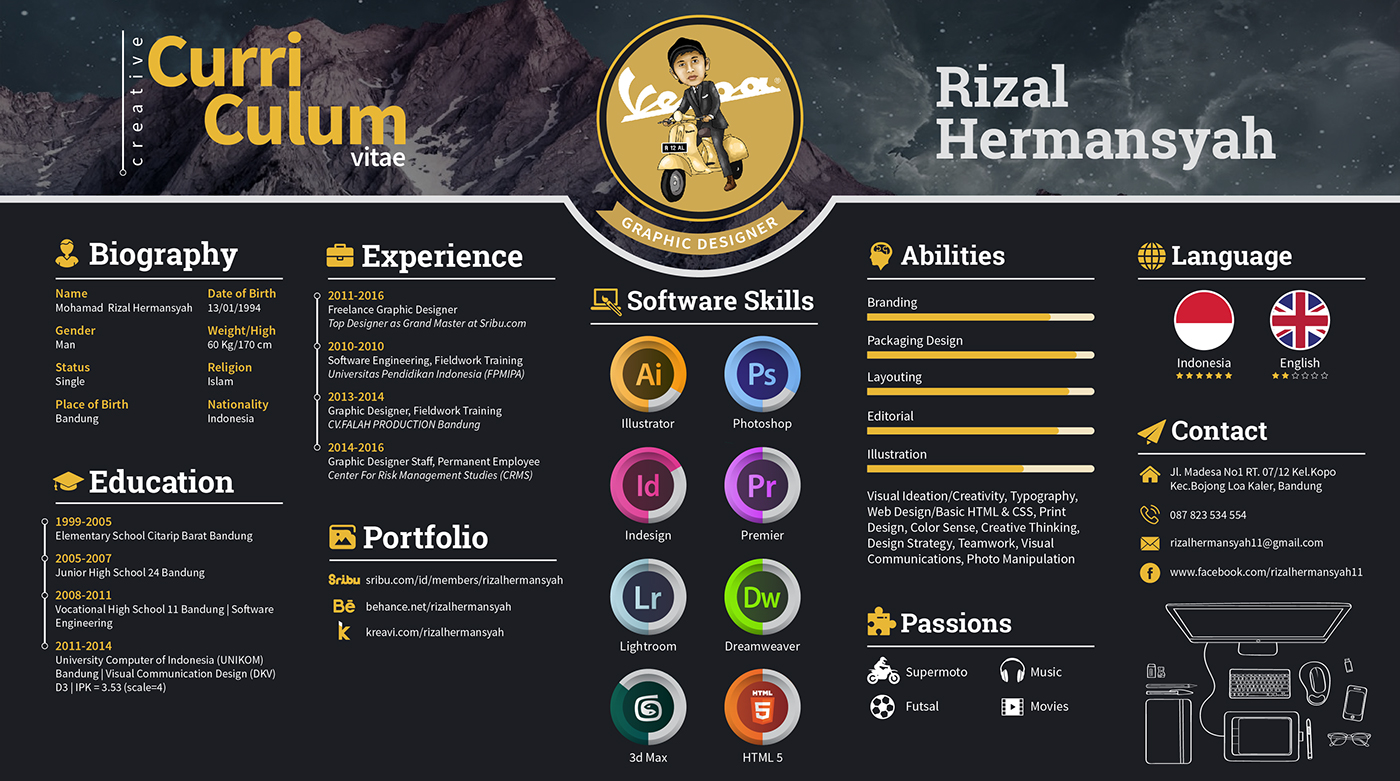 creative
Curri
Culum
vitae
Vespa
R 12 AL
GRAPHIC DESIGNER
Rizal
Hermansyah
Biography
Name
Mohamad Rizal Hermansyah
Date of Birth
13/01/1994
Gender
Man
Weight/High
60 Kg/170 cm
Status
Single
Religion
Islam
Place of Birth
Bandung
Nationality
Indonesia
Education
1999-2005
Elementary School Citarip Barat Bandung
2005-2007
Junior High School 24 Bandung
2008-2011
Vocational High School 11 Bandung | Software
Engineering
2011-2014
University Computer of Indonesia (UNIKOM)
Bandung | Visual Communication Design (DKV)
D3 | IPK = 3.53 (scale=4)
Experience
2011-2016
Freelance Graphic Designer
Top Designer as Grand Master at Sribu.com
2010-2010
Software Engineering, Fieldwork Training
Universitas Pendidikan Indonesia (FPMIPA)
2013-2014
Graphic Designer, Fieldwork Training
CV.FALAH PRODUCTION Bandung
2014-2016
Graphic Designer Staff, Permanent Employee
Center For Risk Management Studies (CRMS)
Portfolio
Sribu sribu.com/id/members/rizalhermansyah
Bē behance.net/rizalhermansyah
k kreavi.com/rizalhermansyah
Software Skills
Ai
Illustrator
Ps
Photoshop
Id
Indesign
Pr
Premier
Lr
Lightroom
Dw
Dreamweaver
3d Max
HTML
5
HTML 5
Abilities
Branding
Packaging Design
Layouting
Editorial
Illustration
Visual Ideation/Creativity, Typography,
Web Design/Basic HTML & CSS, Print
Design, Color Sense, Creative Thinking,
Design Strategy, Teamwork, Visual
Communications, Photo Manipulation
Passions
Supermoto
Music
Futsal
Movies
Language
Indonesia
English
Contact
Jl. Madesa No1 RT. 07/12 Kel.Kopo
Kec.Bojong Loa Kaler, Bandung
087 823 534 554
rizalhermansyah11@gmail.com
f www.facebook.com/rizalhermansyah11